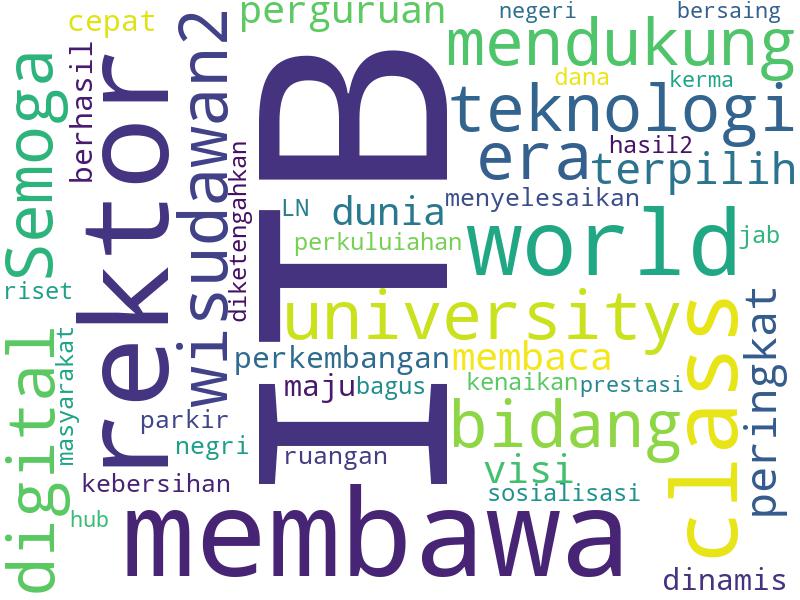 cepat
perguruan
negeri
bersaing
mendukung
Semoga
berhasil
rektor
wisudawan2
ITB
dana
kerma
teknologi
era
hasil2
terpilih
diketengahkan
LN
dunia
menyelesaikan
perkuluiahan
world
jab
riset
university
class
peringkat
digital
masyarakat
perkembangan
membaca
maju
bagus
kenaikan
prestasi
parkir
negri
bidang
ruangan
kebersihan
visi
sosialisasi
hub
membawa
dinamis